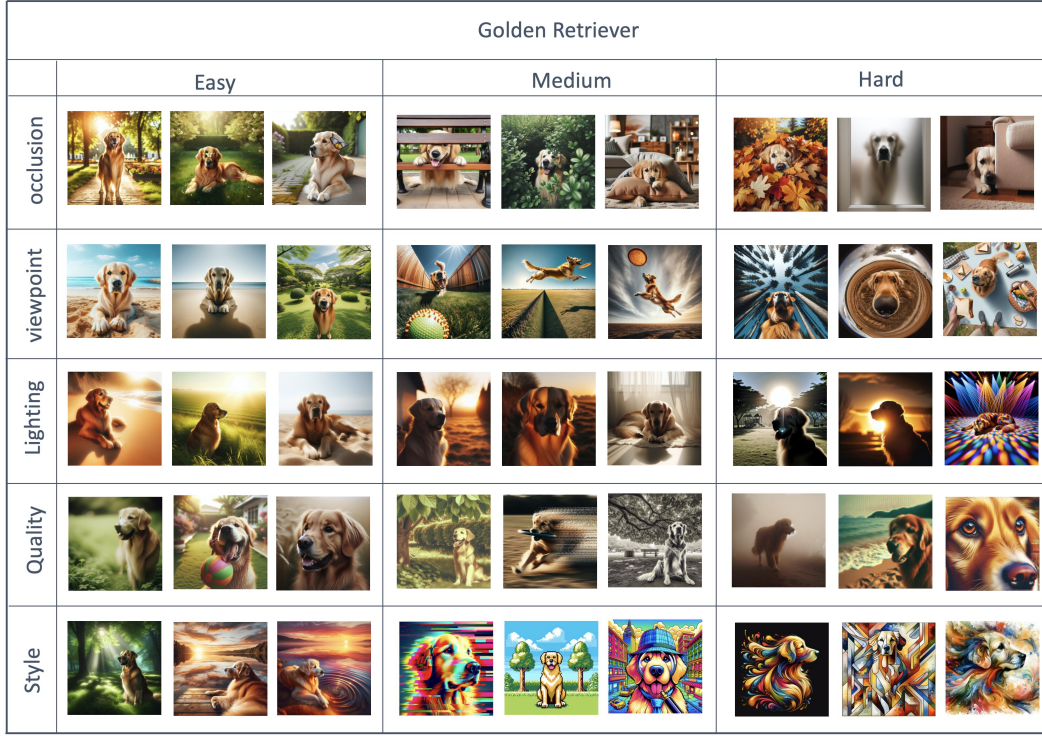 Golden Retriever
Easy
Medium
Hard
occlusion
viewpoint
Lighting
Quality
Style